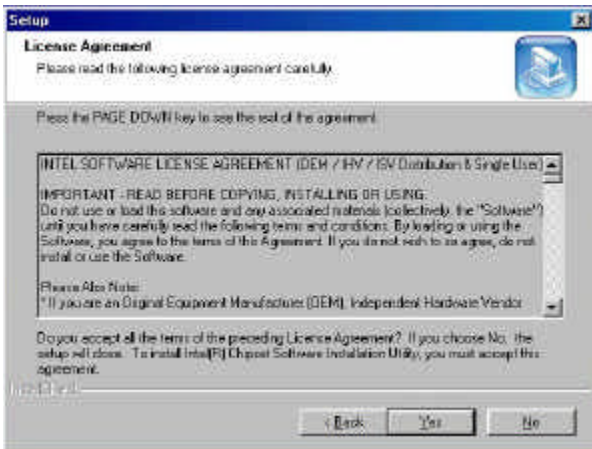 Setup
License Agreement
Please read the following license agreement carefully.
Press the PAGE DOWN key to see the rest of the agreement.
INTEL SOFTWARE LICENSE AGREEMENT (OEM / IHV / ISV Distribution & Single User)
IMPORTANT - READ BEFORE COPYING, INSTALLING OR USING.
Do not use or load this software and any associated materials (collectively, the "Software")
until you have carefully read the following terms and conditions. By loading or using the
Software, you agree to the terms of this Agreement. If you do not wish to so agree, do not
install or use the Software.
Please Also Note:
* If you are an Original Equipment Manufacturer (OEM), Independent Hardware Vendor
Do you accept all the terms of the preceding License Agreement? If you choose No, the
setup will close. To install Intel(R) Chipset Software Installation Utility, you must accept this
agreement.
InstallShield
< Back
Yes
No